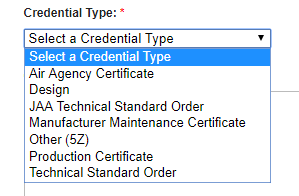 Credential Type: *
Select a Credential Type
Select a Credential Type
Air Agency Certificate
Design
JAA Technical Standard Order
Manufacturer Maintenance Certificate
Other (5Z)
Production Certificate
Technical Standard Order